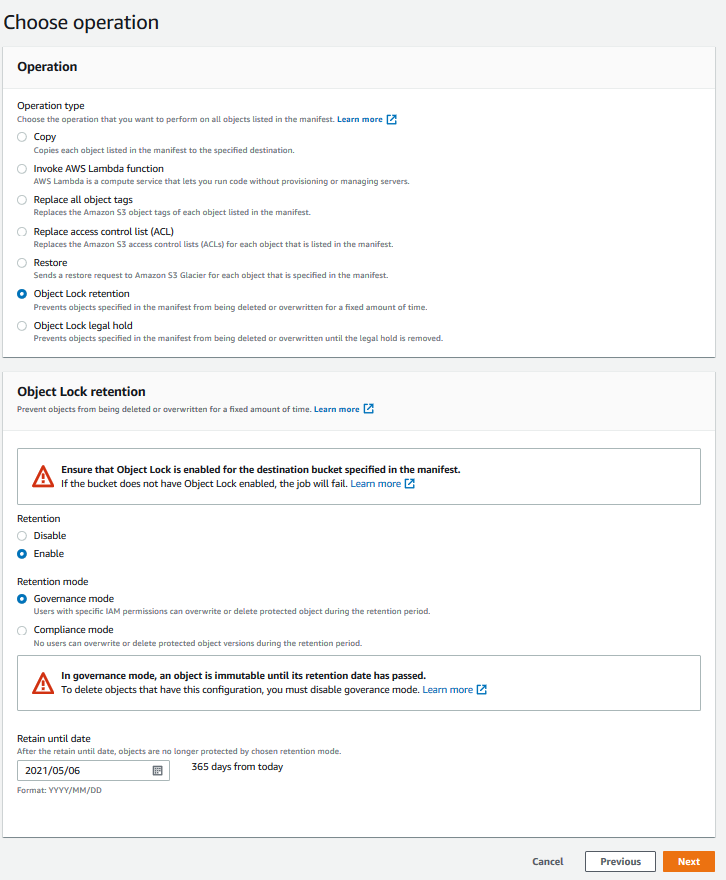 Choose operation
Operation
Operation type
Choose the operation that you want to perform on all objects listed in the manifest. Learn more
Copy
Copies each object listed in the manifest to the specified destination.
Invoke AWS Lambda function
AWS Lambda is a compute service that lets you run code without provisioning or managing servers.
Replace all object tags
Replaces the Amazon S3 object tags of each object listed in the manifest.
Replace access control list (ACL)
Replaces the Amazon S3 access control lists (ACLs) for each object that is listed in the manifest.
Restore
Sends a restore request to Amazon S3 Glacier for each object that is specified in the manifest.
Object Lock retention
Prevents objects specified in the manifest from being deleted or overwritten for a fixed amount of time.
Object Lock legal hold
Prevents objects specified in the manifest from being deleted or overwritten until the legal hold is removed.
Object Lock retention
Prevent objects from being deleted or overwritten for a fixed amount of time. Learn more
Ensure that Object Lock is enabled for the destination bucket specified in the manifest.
If the bucket does not have Object Lock enabled, the job will fail. Learn more
Retention
Disable
Enable
Retention mode
Governance mode
Users with specific IAM permissions can overwrite or delete protected object during the retention period.
Compliance mode
No users can overwrite or delete protected object versions during the retention period.
In governance mode, an object is immutable until its retention date has passed.
To delete objects that have this configuration, you must disable goverance mode. Learn more
Retain until date
After the retain until date, objects are no longer protected by chosen retention mode.
2021/05/06 365 days from today
Format: YYYY/MM/DD
Cancel Previous Next